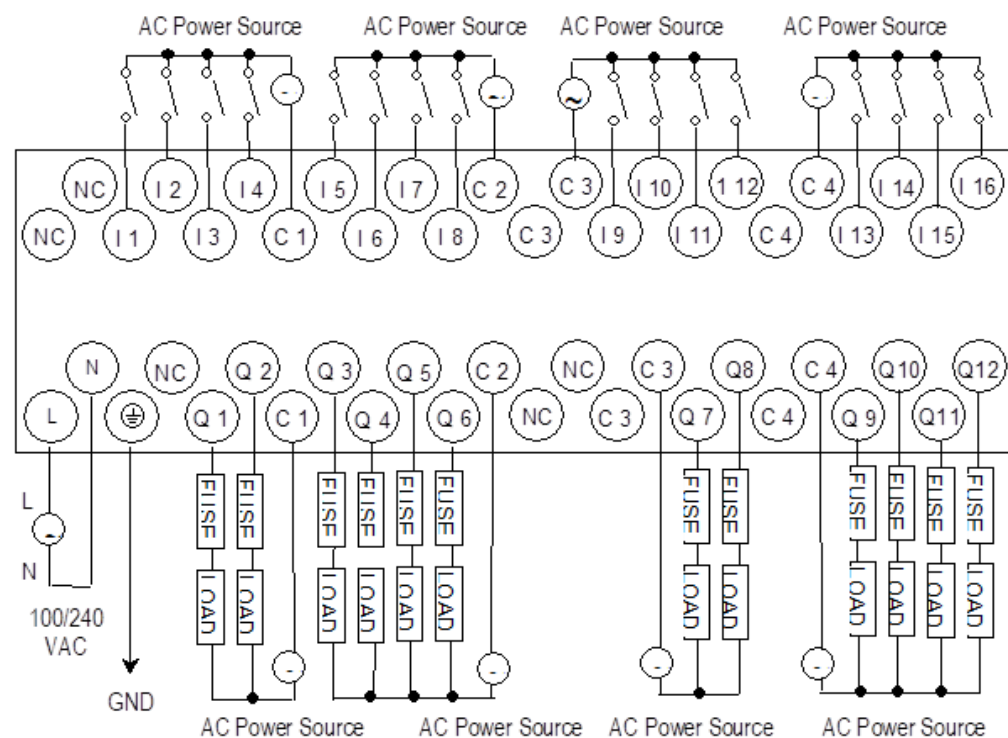 AC Power Source AC Power Source AC Power Source AC Power Source
NC I 2 I 4 I 5 I 7 C 2 C 3 I 10 1 12 C 4 I 14 I 16
NC I 1 I 3 C 1 I 6 I 8 C 3 I 9 I 11 C 4 I 13 I 15
N NC Q 2 Q 3 Q 5 C 2 NC C 3 Q8 C 4 Q10 Q12
L Q 1 C 1 Q 4 Q 6 NC C 3 Q 7 C 4 Q 9 Q11
FUSE FUSE FUSE FUSE FUSE FUSE FUSE FUSE FUSE FUSE FUSE FUSE
L
N
LOAD LOAD LOAD LOAD LOAD LOAD LOAD LOAD LOAD LOAD LOAD LOAD
100/240
VAC
GND
AC Power Source AC Power Source AC Power Source AC Power Source